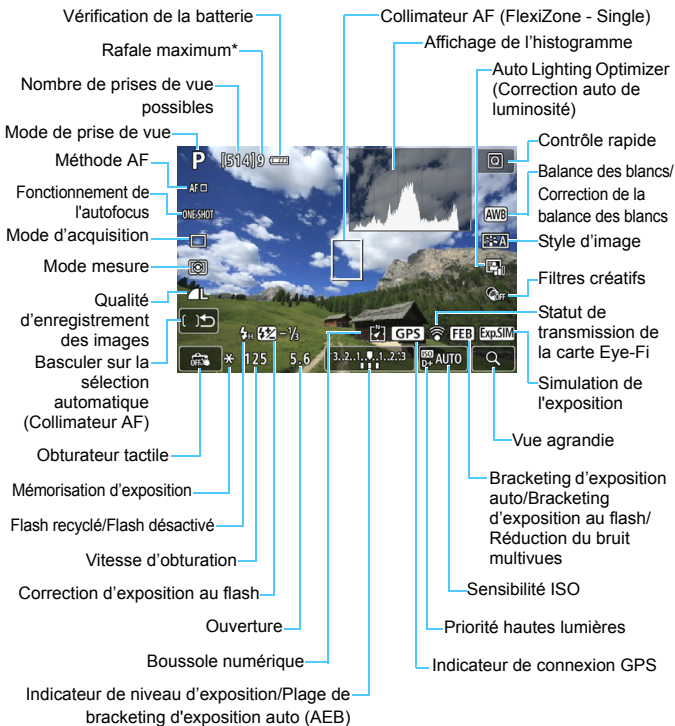 Vérification de la batterie
Rafale maximum*
Nombre de prises de vue
possibles
Mode de prise de vue
Méthode AF
Fonctionnement de
l'autofocus
Mode d'acquisition
Mode mesure
Qualité
d'enregistrement
des images
Basculer sur la
sélection
automatique
(Collimateur AF)
Obturateur tactile
Mémorisation d'exposition
Flash recyclé/Flash désactivé
Vitesse d'obturation
Correction d'exposition au flash
Ouverture
Boussole numérique
Indicateur de niveau d'exposition/Plage de
bracketing d'exposition auto (AEB)
Collimateur AF (FlexiZone - Single)
Affichage de l'histogramme
Auto Lighting Optimizer
(Correction auto de
luminosité)
Contrôle rapide
Balance des blancs/
Correction de la
balance des blancs
Style d'image
Filtres créatifs
Statut de
transmission de
la carte Eye-Fi
Simulation de
l'exposition
Vue agrandie
Bracketing d'exposition
auto/Bracketing
d'exposition au flash/
Réduction du bruit
multivues
Sensibilité ISO
Priorité hautes lumières
Indicateur de connexion GPS
P [514]9
AF
ONE SHOT
L
Q
AWB
A
OFF
H -1/3
GPS FEB Exp.SIM
OFF * 125 5.6 -3..2..1..0..1..2.:3 ISO D+ AUTO